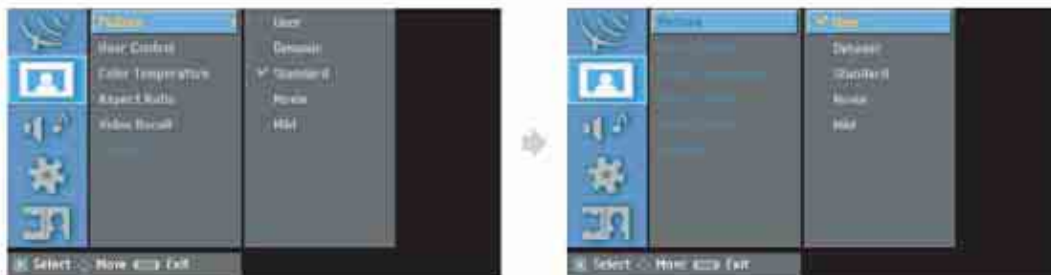 Picture
User Control
Color Temperature
Aspect Ratio
Video Recall
User
Dynamic
Standard
Movie
Mild
Select Move Exit
Picture
User
Dynamic
Standard
Movie
Mild
Select Move Exit